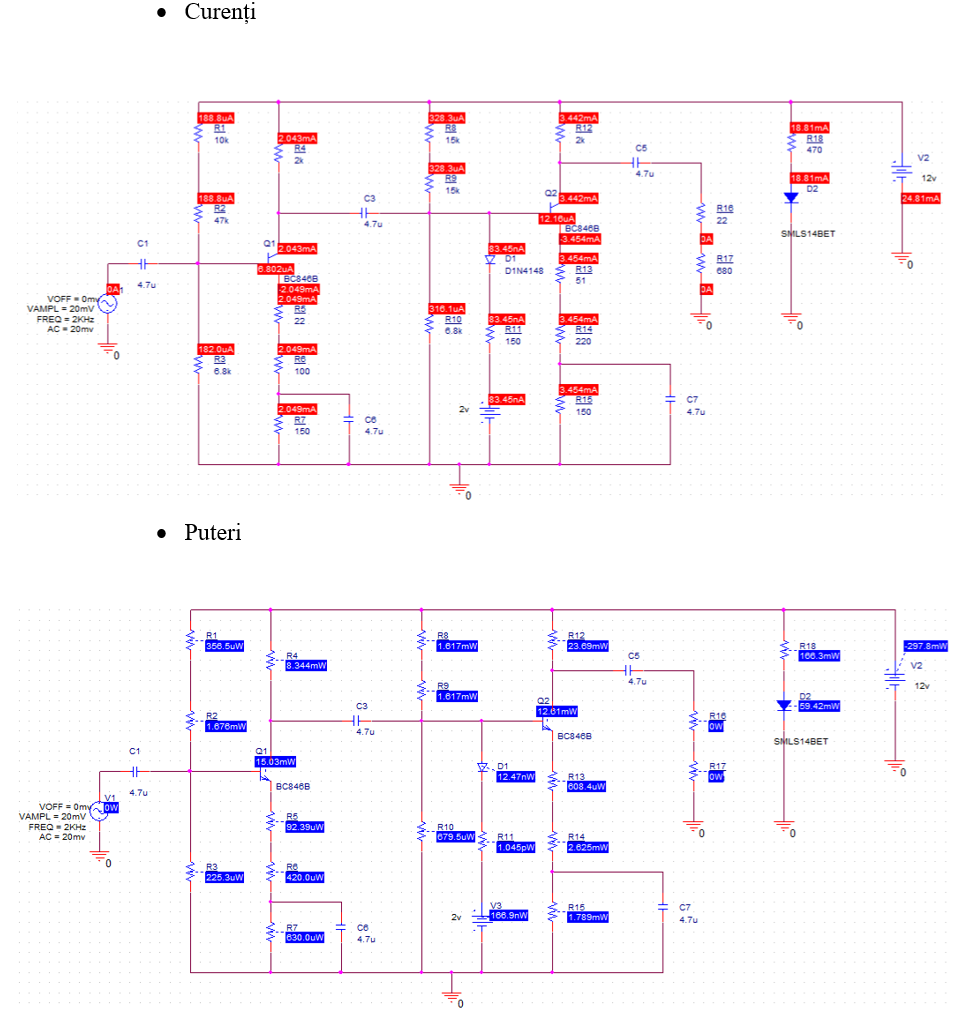 • Curenți
188.8uA
R1
10k
2.043mA
R4
2k
328.3uA
R8
15k
328.3uA
R9
15k
3.442mA
R12
2k
C5
4.7u
18.81mA
R18
470
18.81mA
D2
SMLS14BET
V2
12v
24.81mA
0
188.8uA
R2
47k
C3
4.7u
Q2
3.442mA
12.16uA
BC846B
-3.454mA
R16
22
0A
R17
680
0A
0
0
C1
4.7u
Q1
2.043mA
6.802uA
BC846B
-2.049mA
2.049mA
R5
22
83.45nA
D1
D1N4148
3.454mA
R13
51
0A
VOFF = 0mv
VAMPL = 20mV
FREQ = 2KHz
AC = 20mv
0
182.0uA
R3
6.8k
2.049mA
R6
100
316.1uA
R10
6.8k
83.45nA
R11
150
3.454mA
R14
220
2.049mA
R7
150
C6
4.7u
2v
83.45nA
3.454mA
R15
150
C7
4.7u
0
• Puteri
R1
356.5uW
R4
8.344mW
R8
1.617mW
R9
1.617mW
R12
23.69mW
C5
4.7u
R18
166.3mW
D2
59.42mW
SMLS14BET
-297.8mW
V2
12v
0
R2
1.676mW
C3
4.7u
Q2
12.61mW
BC846B
R16
0W
R17
0W
0
0
C1
4.7u
Q1
15.03mW
BC846B
D1
12.47nW
R13
608.4uW
V1
0W
VOFF = 0mv
VAMPL = 20mV
FREQ = 2KHz
AC = 20mv
0
R5
92.39uW
R10
679.5uW
R11
1.045pW
R14
2.625mW
R3
225.3uW
R6
420.0uW
R7
630.0uW
C6
4.7u
2v
V3
166.9nW
R15
1.789mW
C7
4.7u
0